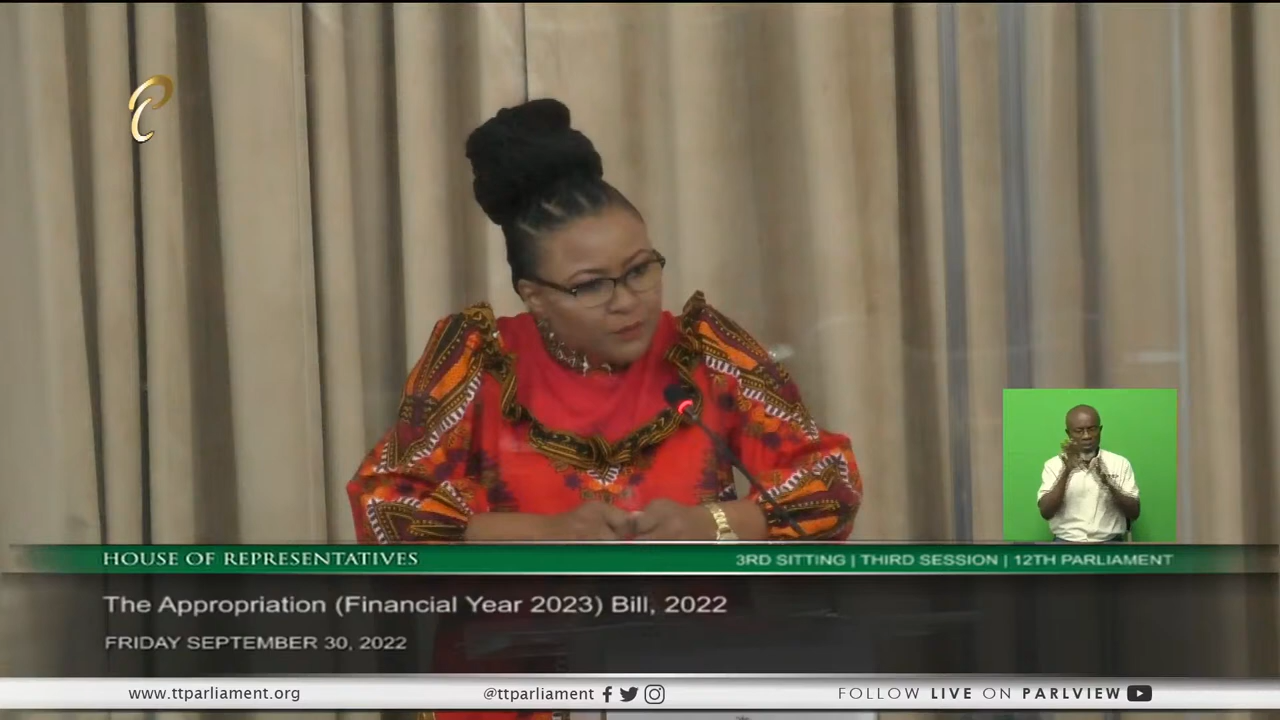 HOUSE OF REPRESENTATIVES
3RD SITTING | THIRD SESSION | 12TH PARLIAMENT
The Appropriation (Financial Year 2023) Bill, 2022
FRIDAY SEPTEMBER 30, 2022
www.ttparliament.org
@ttparliament
FOLLOW LIVE ON PARLVIEW